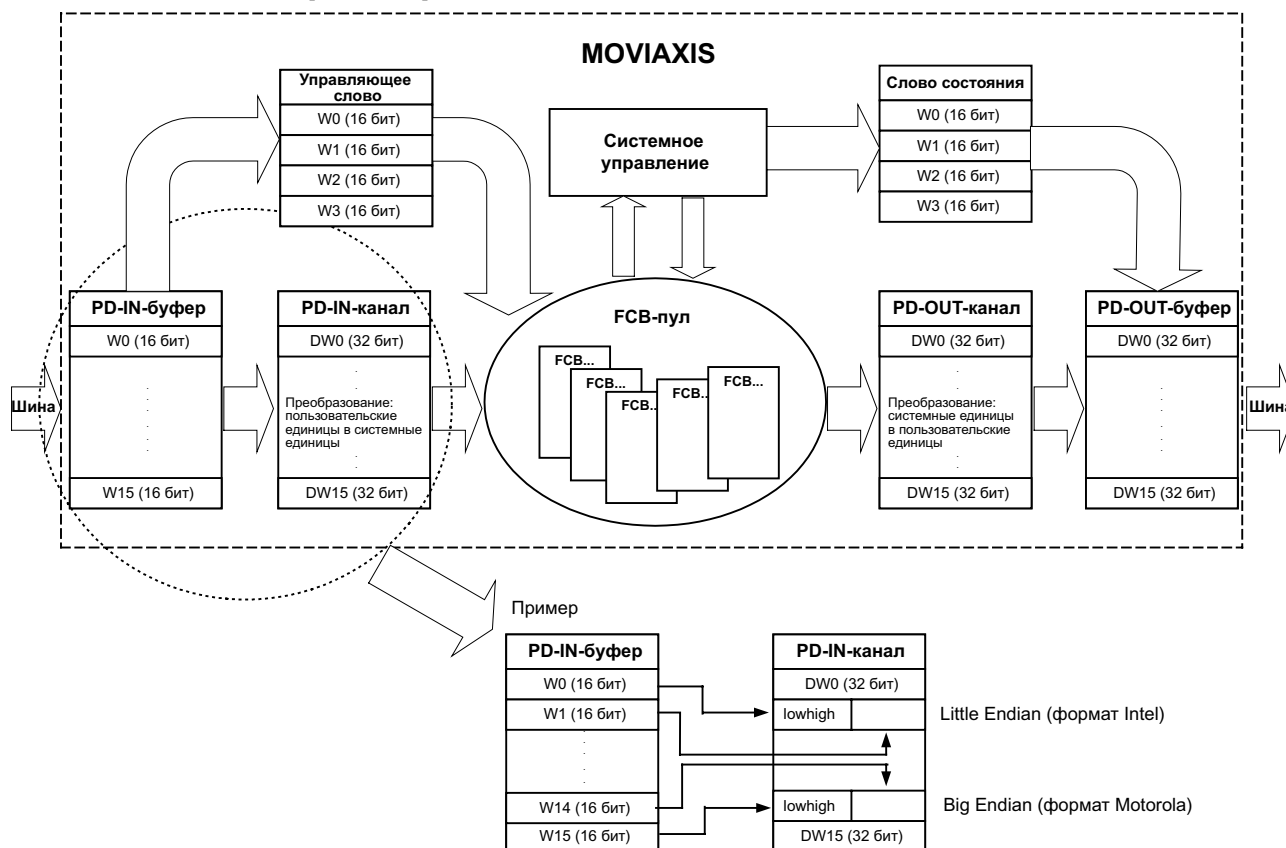 MOVIAXIS
Управляющее
слово
W0 (16 бит)
W1 (16 бит)
W2 (16 бит)
W3 (16 бит)
Системное
управление
Слово состояния
W0 (16 бит)
W1 (16 бит)
W2 (16 бит)
W3 (16 бит)
Шина
PD-IN-буфер
W0 (16 бит)
W15 (16 бит)
PD-IN-канал
DW0 (32 бит)
Преобразование:
пользовательские
единицы в системные
единицы
DW15 (32 бит)
FCB-пул
FCB...
FCB...
FCB..
FCB..
FCB...
PD-OUT-канал
DW0 (32 бит)
Преобразование:
системные единицы
в пользовательские
единицы
DW15 (32 бит)
PD-OUT-буфер
DW0 (32 бит)
DW15 (32 бит)
Шина
Пример
PD-IN-буфер
W0 (16 бит)
W1 (16 бит)
W14 (16 бит)
W15 (16 бит)
PD-IN-канал
DW0 (32 бит)
lowhigh
lowhigh
DW15 (32 бит)
Little Endian (формат Intel)
Big Endian (формат Motorola)